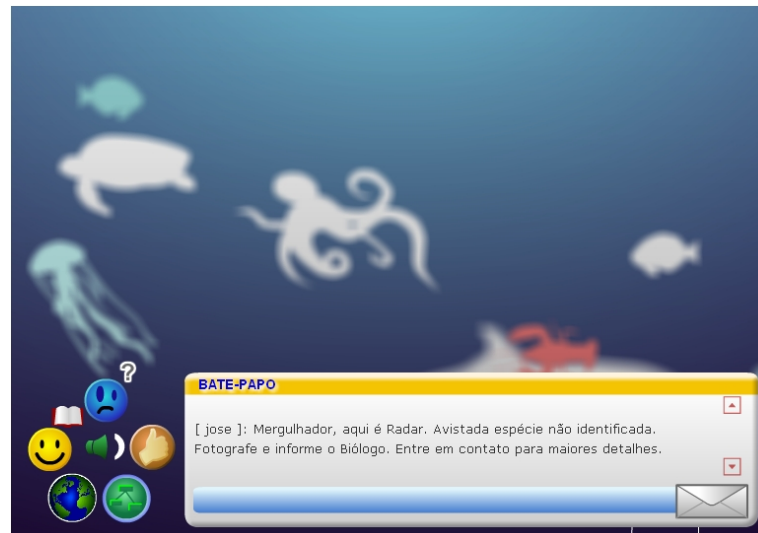 ?
BATE-PAPO
[ jose ]: Mergulhador, aqui é Radar. Avistada espécie não identificada.
Fotografe e informe o Biólogo. Entre em contato para maiores detalhes.